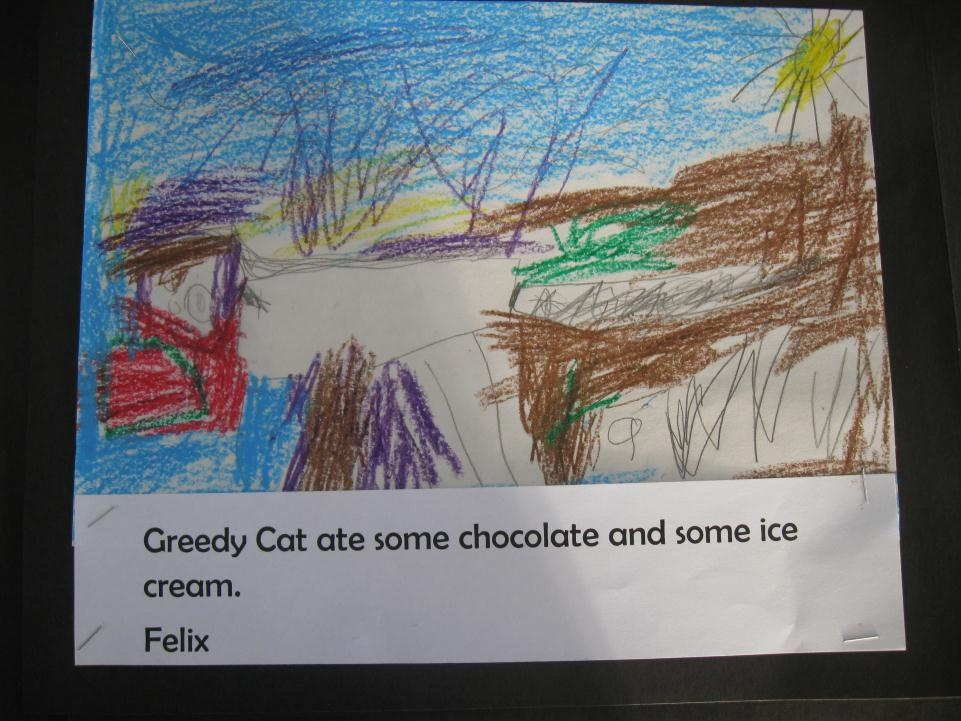 Greedy Cat ate some chocolate and some ice
cream.
Felix